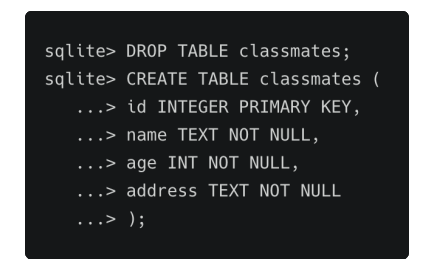 sqlite> DROP TABLE classmates;
sqlite> CREATE TABLE classmates (
   ...> id INTEGER PRIMARY KEY,
   ...> name TEXT NOT NULL,
   ...> age INT NOT NULL,
   ...> address TEXT NOT NULL
   ...> );